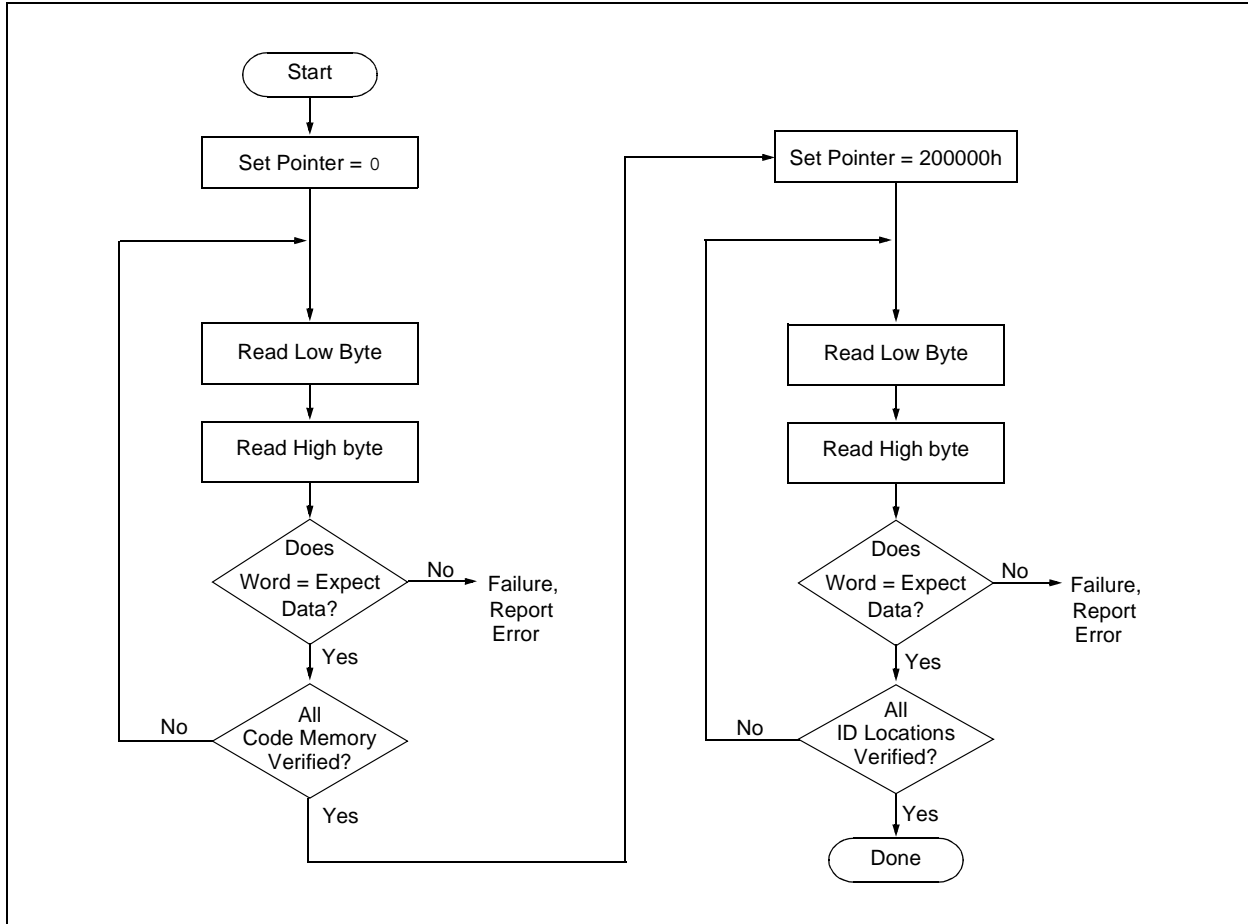 Start
Set Pointer = 0
Read Low Byte
Read High byte
Does
Word = Expect
Data?
No
Failure,
Report
Error
Yes
All
Code Memory
Verified?
No
Yes
Set Pointer = 200000h
Read Low Byte
Read High byte
Does
Word = Expect
Data?
No
Failure,
Report
Error
Yes
All
ID Locations
Verified?
No
Yes
Done